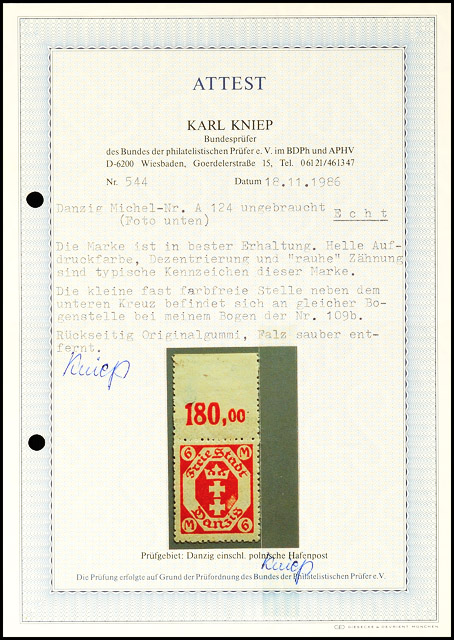 ATTEST
KARL KNIEP
Bundesprüfer
des Bundes der philatelistischen Prüfer e. V. im BDPh und APHV
D-6200 Wiesbaden, Goerdelerstraße 15, Tel. 06121/461347
Nr. 544 Datum 18.11.1986
Danzig Michel-Nr. A 124 ungebraucht Echt
(Foto unten)
Die Marke ist in bester Erhaltung. Helle Auf-
druckfarbe, Dezentrierung und "rauhe" Zähnung
sind typische Kennzeichen dieser Marke.
Die kleine fast farbfreie Stelle neben dem
unteren Kreuz befindet sich an gleicher Bo-
genstelle bei meinem Bogen der Nr. 109b.
Rückseitig Originalgummi, Falz sauber ent-
fernt.
Kniep
180,00
6 M
Freie Stadt
Danzig
M 6
Prüfgebiet: Danzig einschl. polnische Hafenpost
Kniep
Die Prüfung erfolgte auf Grund der Prüfordnung des Bundes der Philatelistischen Prüfer e.V.
GIESECKE & DEVRIENT MÜNCHEN